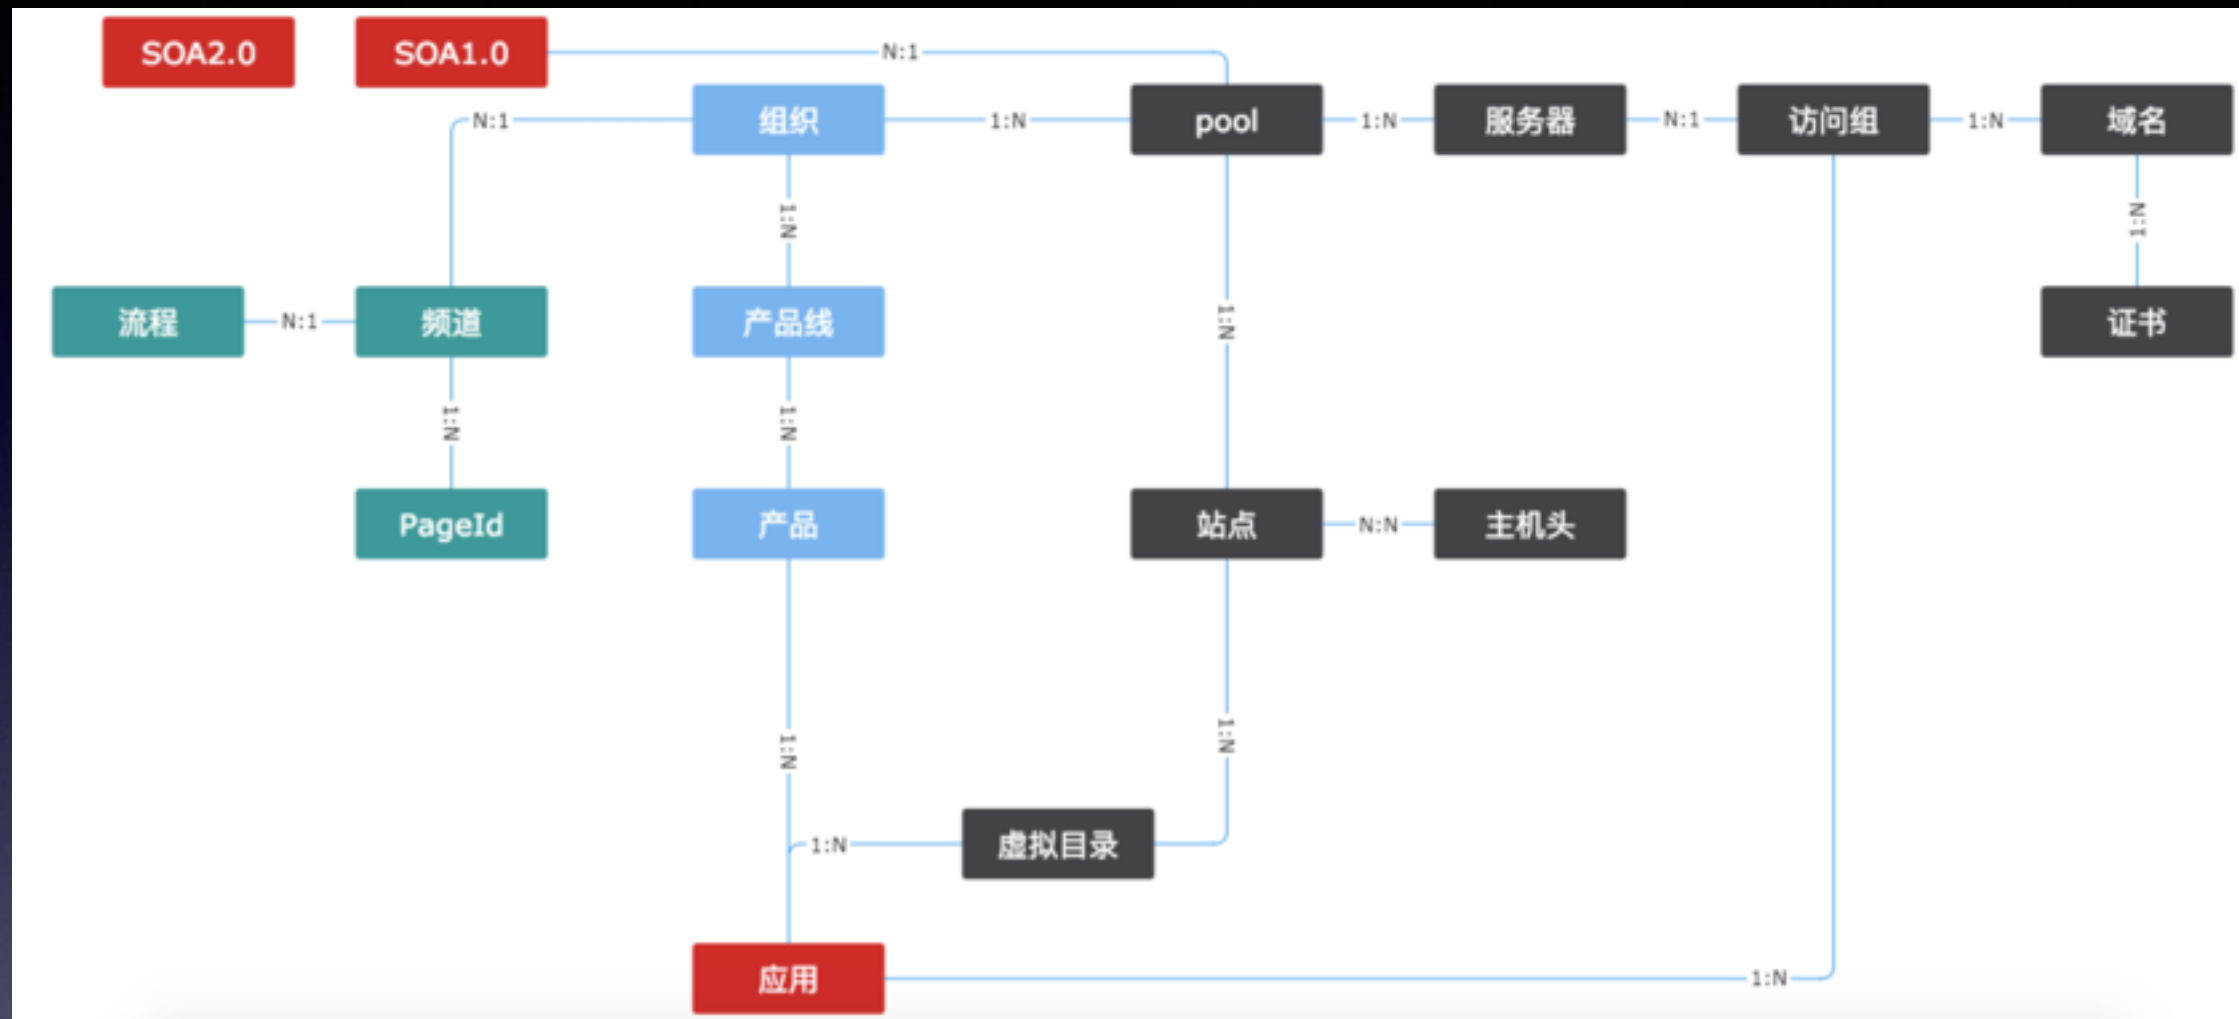 SOA2.0
SOA1.0
N:1
N:1
组织
1:N
pool
1:N
服务器
N:1
访问组
1:N
域名
1:N
1:N
流程
N:1
频道
产品线
1:N
证书
1:N
1:N
PageId
产品
站点
N:N
主机头
1:N
1:N
1:N
虚拟目录
应用
1:N